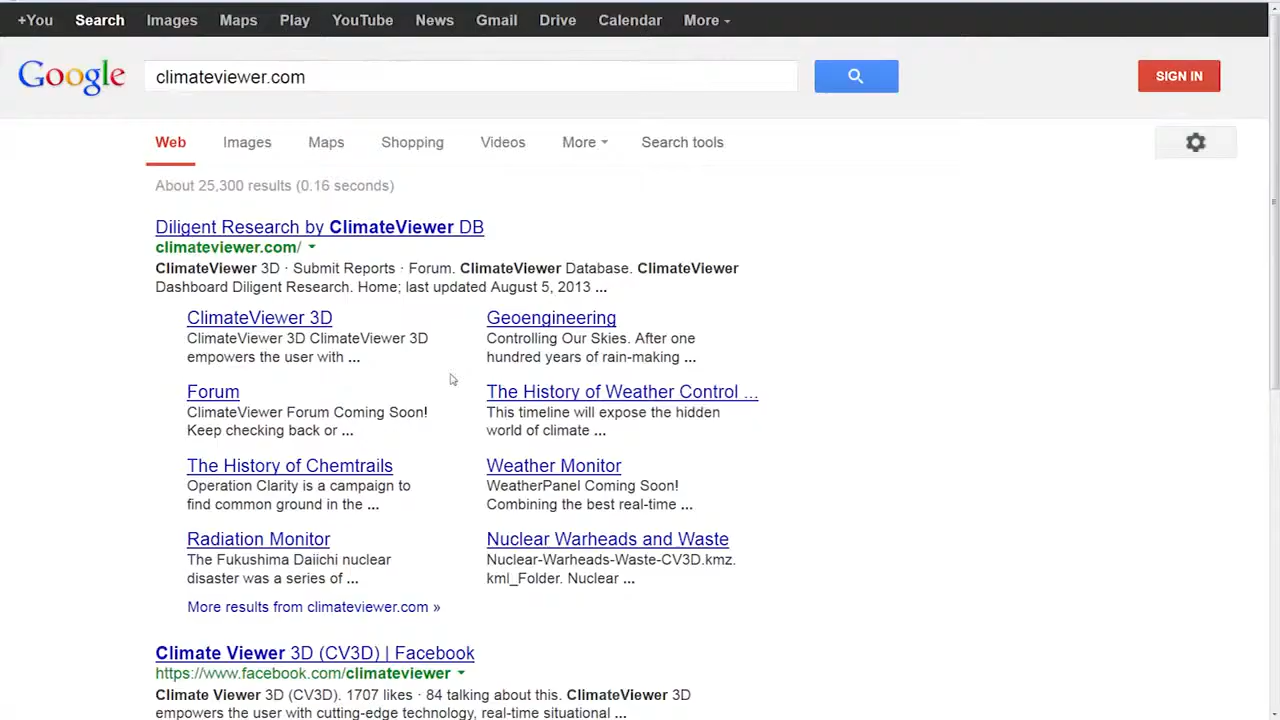 +You Search Images Maps Play YouTube News Gmail Drive Calendar More
Google climateviewer.com SIGN IN
Web Images Maps Shopping Videos More Search tools
About 25,300 results (0.16 seconds)
Diligent Research by ClimateViewer DB
climateviewer.com/
ClimateViewer 3D · Submit Reports · Forum. ClimateViewer Database. ClimateViewer
Dashboard Diligent Research. Home; last updated August 5, 2013 ...
ClimateViewer 3D
ClimateViewer 3D ClimateViewer 3D
empowers the user with ...
Geoengineering
Controlling Our Skies. After one
hundred years of rain-making ...
Forum
ClimateViewer Forum Coming Soon!
Keep checking back or ...
The History of Weather Control ...
This timeline will expose the hidden
world of climate ...
The History of Chemtrails
Operation Clarity is a campaign to
find common ground in the ...
Weather Monitor
WeatherPanel Coming Soon!
Combining the best real-time ...
Radiation Monitor
The Fukushima Daiichi nuclear
disaster was a series of ...
Nuclear Warheads and Waste
Nuclear-Warheads-Waste-CV3D.kmz.
kml_Folder. Nuclear ...
More results from climateviewer.com »
Climate Viewer 3D (CV3D) | Facebook
https://www.facebook.com/climateviewer
Climate Viewer 3D (CV3D). 1707 likes · 84 talking about this. ClimateViewer 3D
empowers the user with cutting-edge technology, real-time situational ...